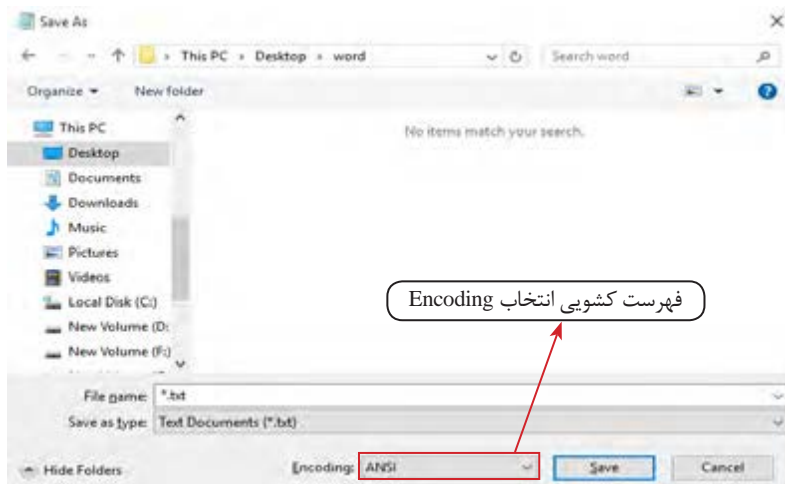 Save As
This PC › Desktop › word
Search word
Organize
New folder
This PC
Desktop
Documents
Downloads
Music
Pictures
Videos
Local Disk (C:)
New Volume (D:
New Volume (F:)
No items match your search.
فهرست کشویی انتخاب Encoding
File name: *.txt
Save as type: Text Documents (*.txt)
Hide Folders
Encoding: ANSI
Save
Cancel